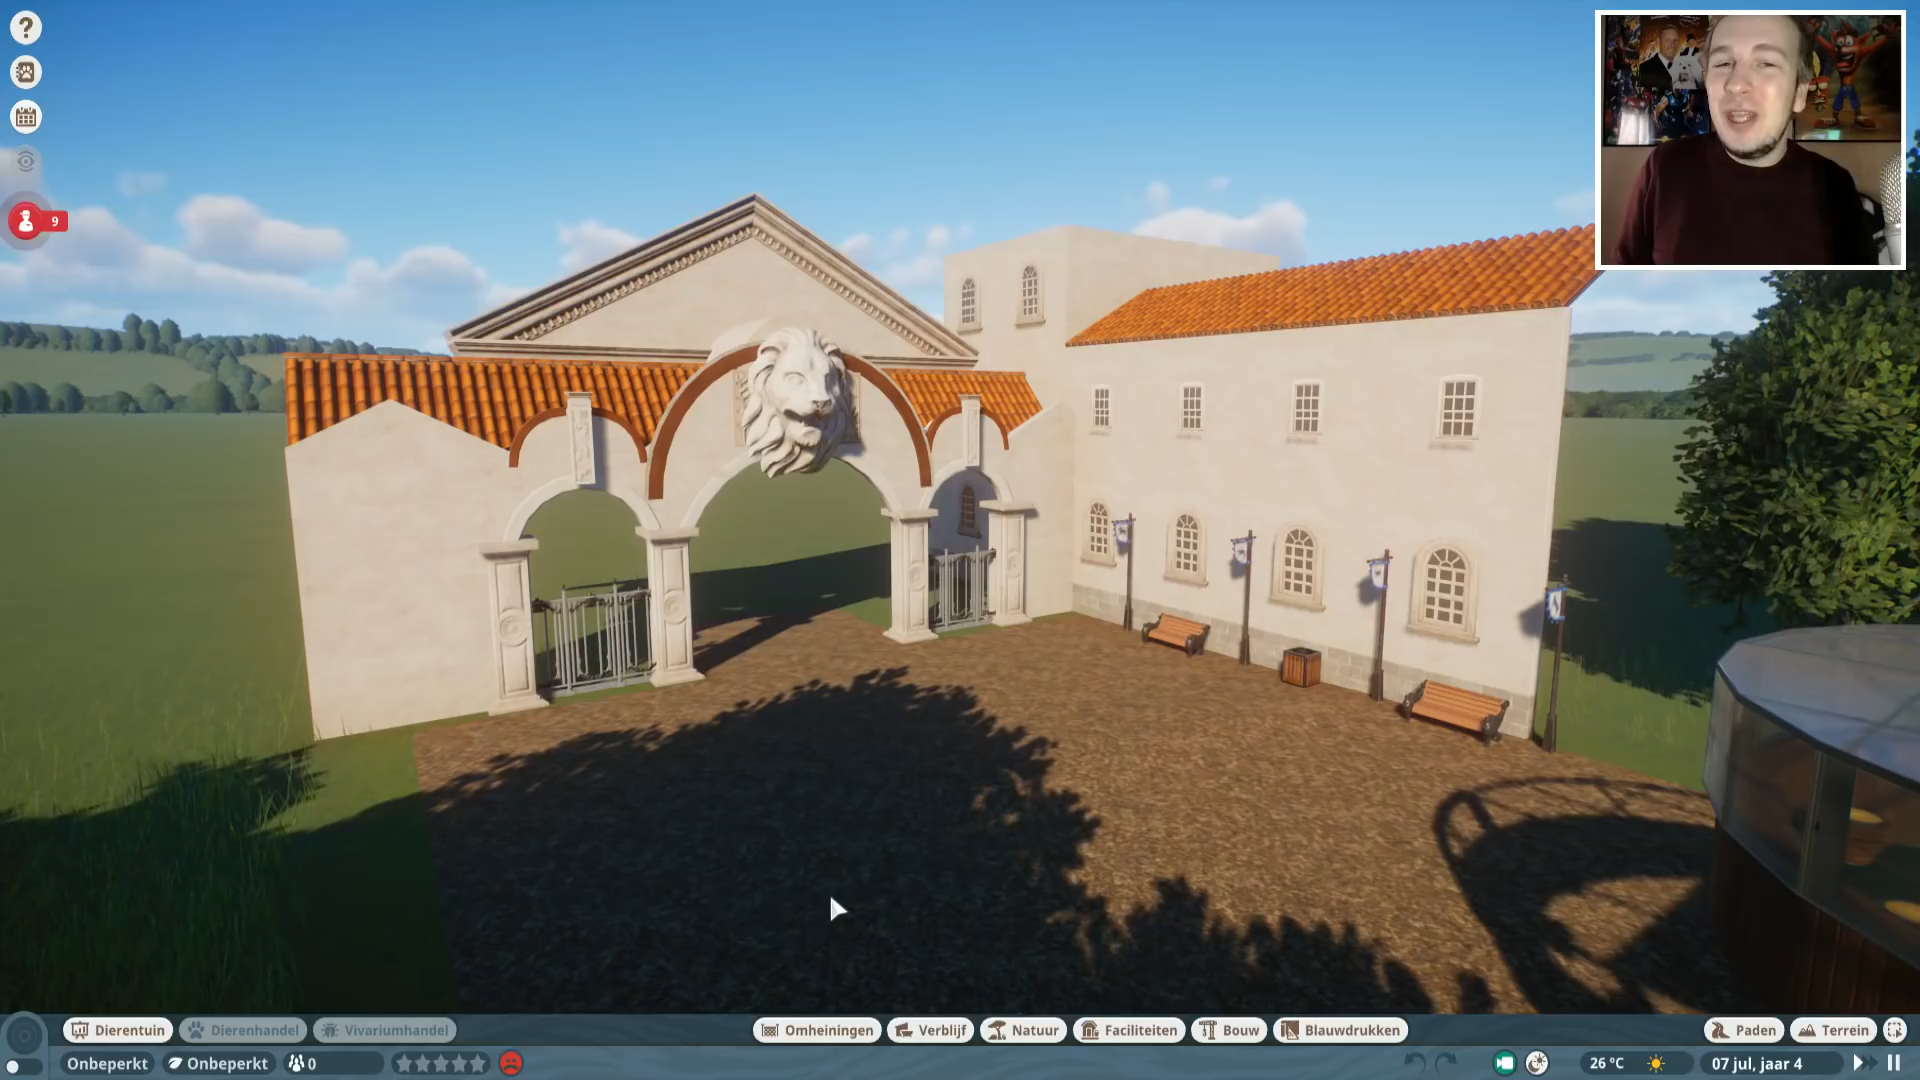 ?
9
Dierentuin
Dierenhandel
Vivariumhandel
Omheiningen
Verblijf
Natuur
Faciliteiten
Bouw
Blauwdrukken
Paden
Terrein
Onbeperkt
Onbeperkt
0
26 °C
07 jul, jaar 4